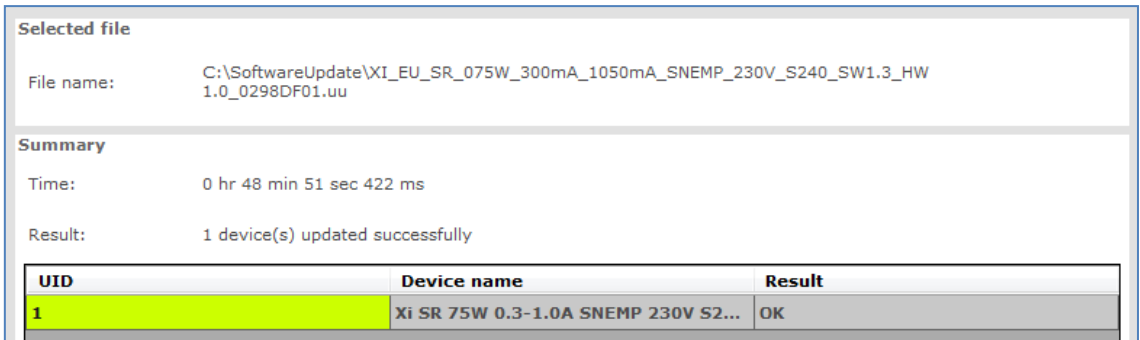 Selected file
File name: C:\SoftwareUpdate\XI_EU_SR_075W_300mA_1050mA_SNEMP_230V_S240_SW1.3_HW
1.0_0298DF01.uu
Summary
Time: 0 hr 48 min 51 sec 422 ms
Result: 1 device(s) updated successfully
UID Device name Result
1 Xi SR 75W 0.3-1.0A SNEMP 230V S2... OK